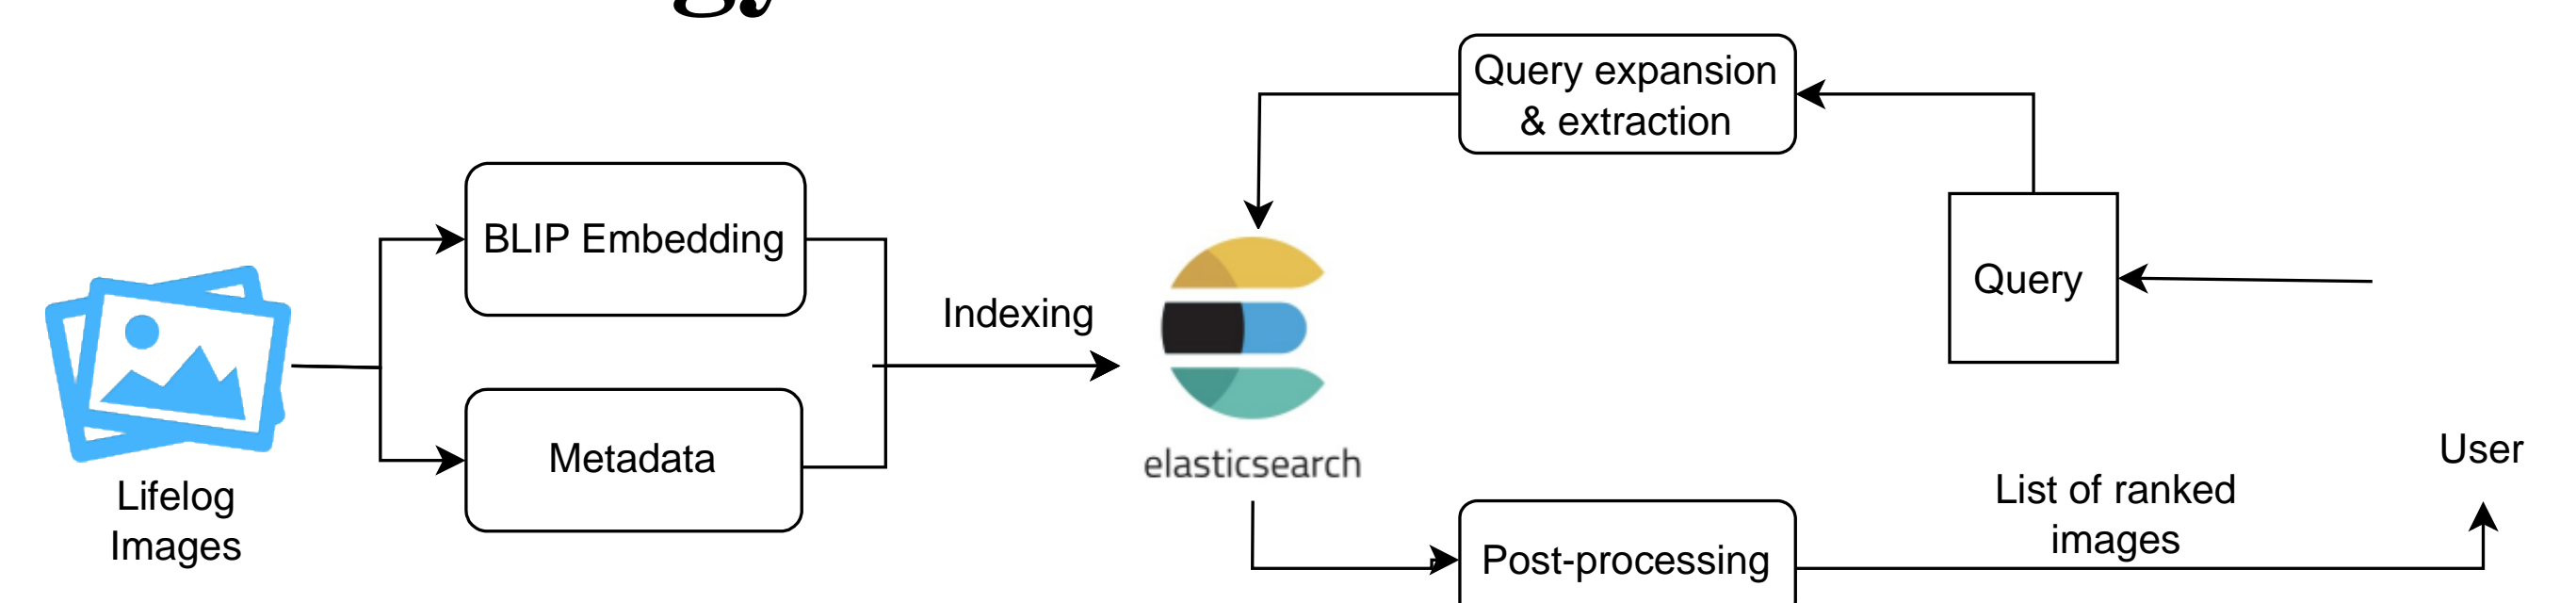 Query expansion
& extraction
BLIP Embedding
Indexing
Query
Metadata
elasticsearch
Lifelog
Images
User
List of ranked
images
Post-processing